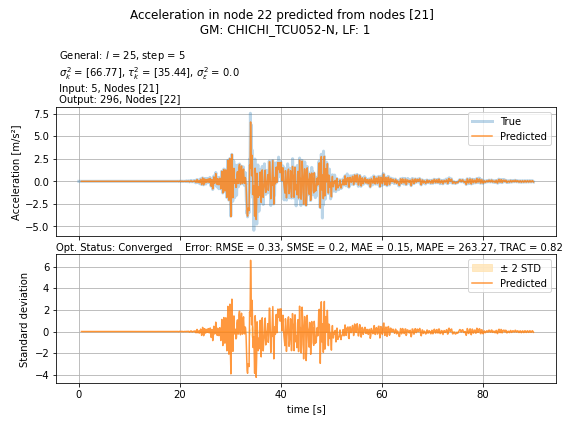 Acceleration in node 22 predicted from nodes [21]
GM: CHICHI_TCU052-N, LF: 1
General: l = 25, step = 5
σ²ₖ = [66.77], τ²ₖ = [35.44], σ²ε = 0.0
Input: 5, Nodes [21]
Output: 296, Nodes [22]
Acceleration [m/s²]
7.5
5.0
2.5
0.0
−2.5
−5.0
True
Predicted
Opt. Status: Converged Error: RMSE = 0.33, SMSE = 0.2, MAE = 0.15, MAPE = 263.27, TRAC = 0.82
Standard deviation
6
4
2
0
−2
−4
± 2 STD
Predicted
0 20 40 60 80
time [s]